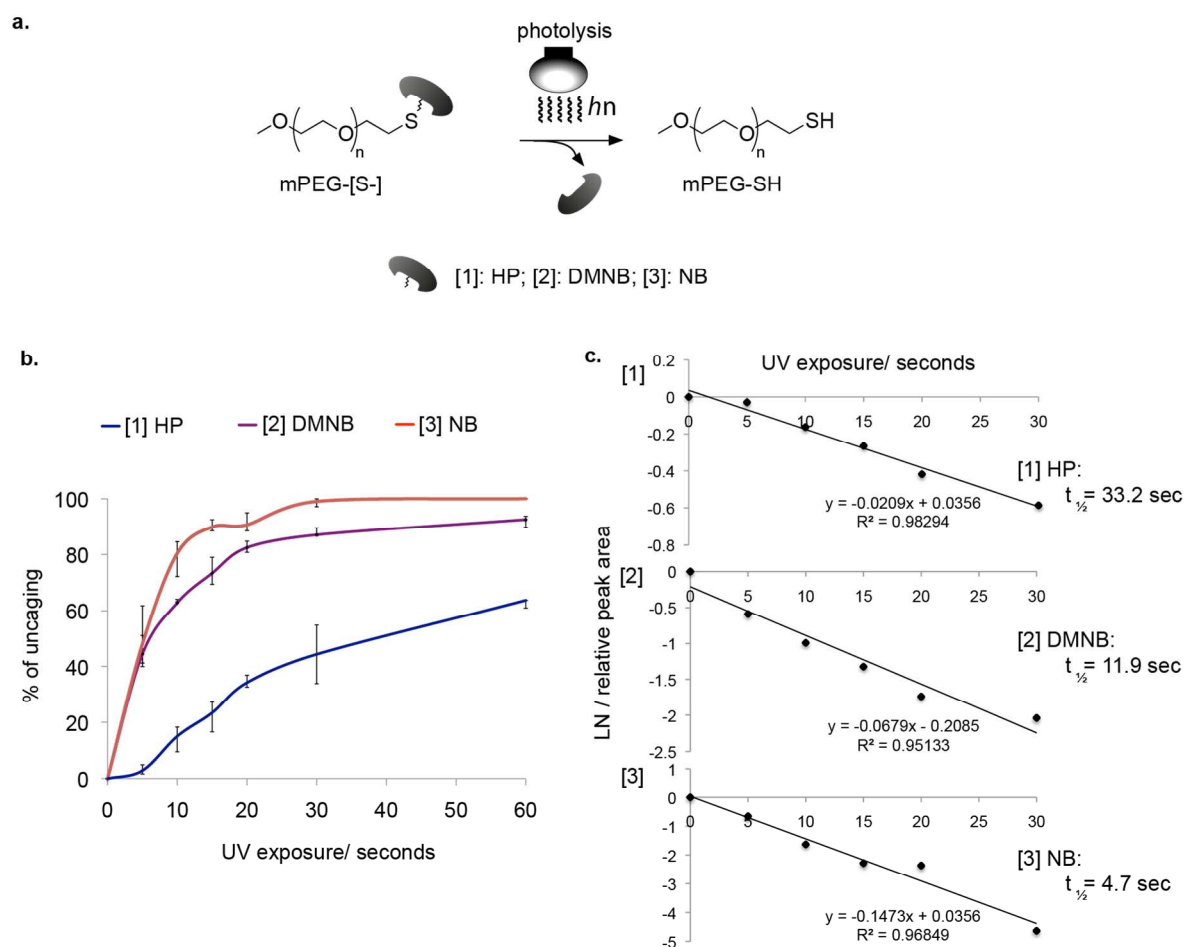 a.
photolysis
hn
O
O
S
n
mPEG-[S-]
O
O
SH
n
mPEG-SH
[1]: HP; [2]: DMNB; [3]: NB
b.
[1] HP [2] DMNB [3] NB
% of uncaging
100
80
60
40
20
0
0 10 20 30 40 50 60
UV exposure/ seconds
c.
UV exposure/ seconds
LN / relative peak area
[1]
0.2
0
-0.2
-0.4
-0.6
-0.8
0 5 10 15 20 25 30
y = -0.0209x + 0.0356
R² = 0.98294
[1] HP:
t ½ = 33.2 sec
[2]
0
-0.5
-1
-1.5
-2
-2.5
0 5 10 15 20 25 30
y = -0.0679x - 0.2085
R² = 0.95133
[2] DMNB:
t ½ = 11.9 sec
[3]
1
0
-1
-2
-3
-4
-5
0 5 10 15 20 25 30
y = -0.1473x + 0.0356
R² = 0.96849
[3] NB:
t ½ = 4.7 sec